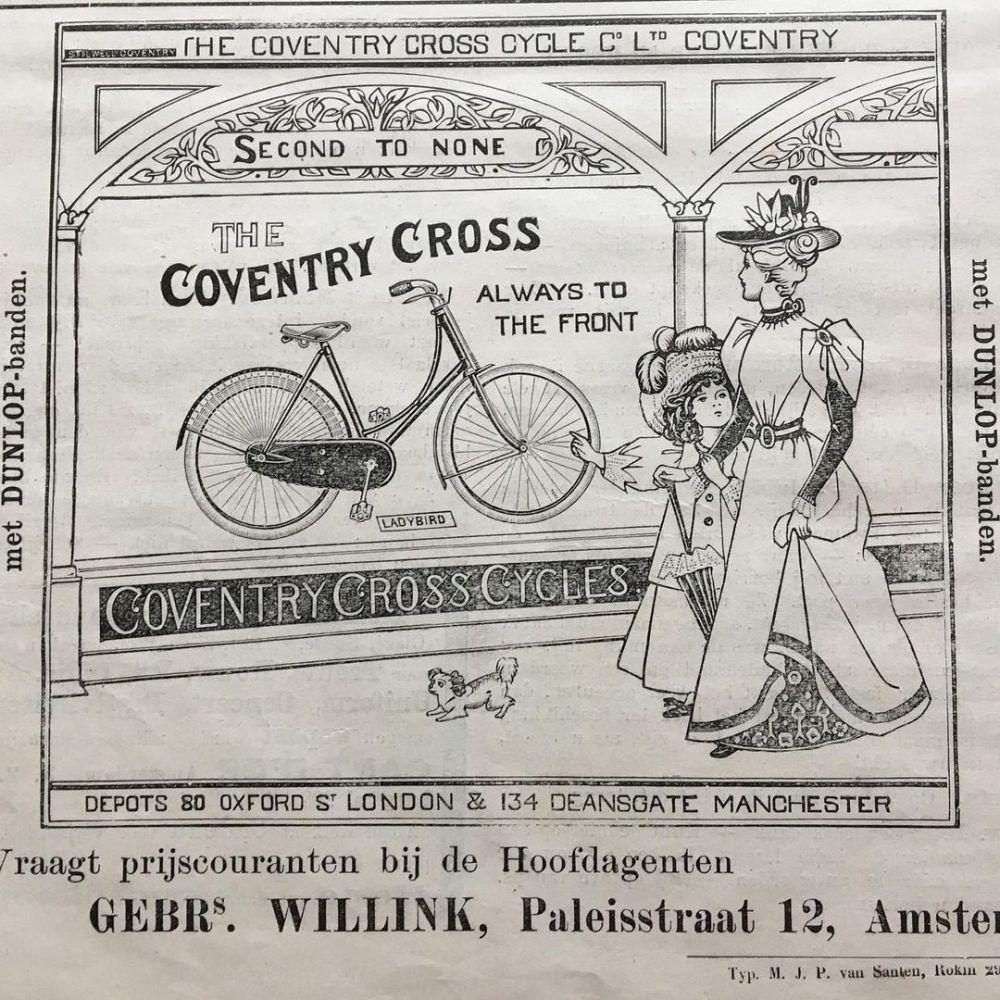 STILWELL COVENTRY
THE COVENTRY CROSS CYCLE Cº LTD COVENTRY
SECOND TO NONE
THE
COVENTRY CROSS
ALWAYS TO
THE FRONT
LADYBIRD
COVENTRY CROSS CYCLES.
DEPOTS 80 OXFORD ST LONDON & 134 DEANSGATE MANCHESTER
met DUNLOP-banden.
met DUNLOP-banden.
Vraagt prijscouranten bij de Hoofdagenten
GEBRs. WILLINK, Paleisstraat 12, Amster
Typ. M. J. P. van Santen, Rokin